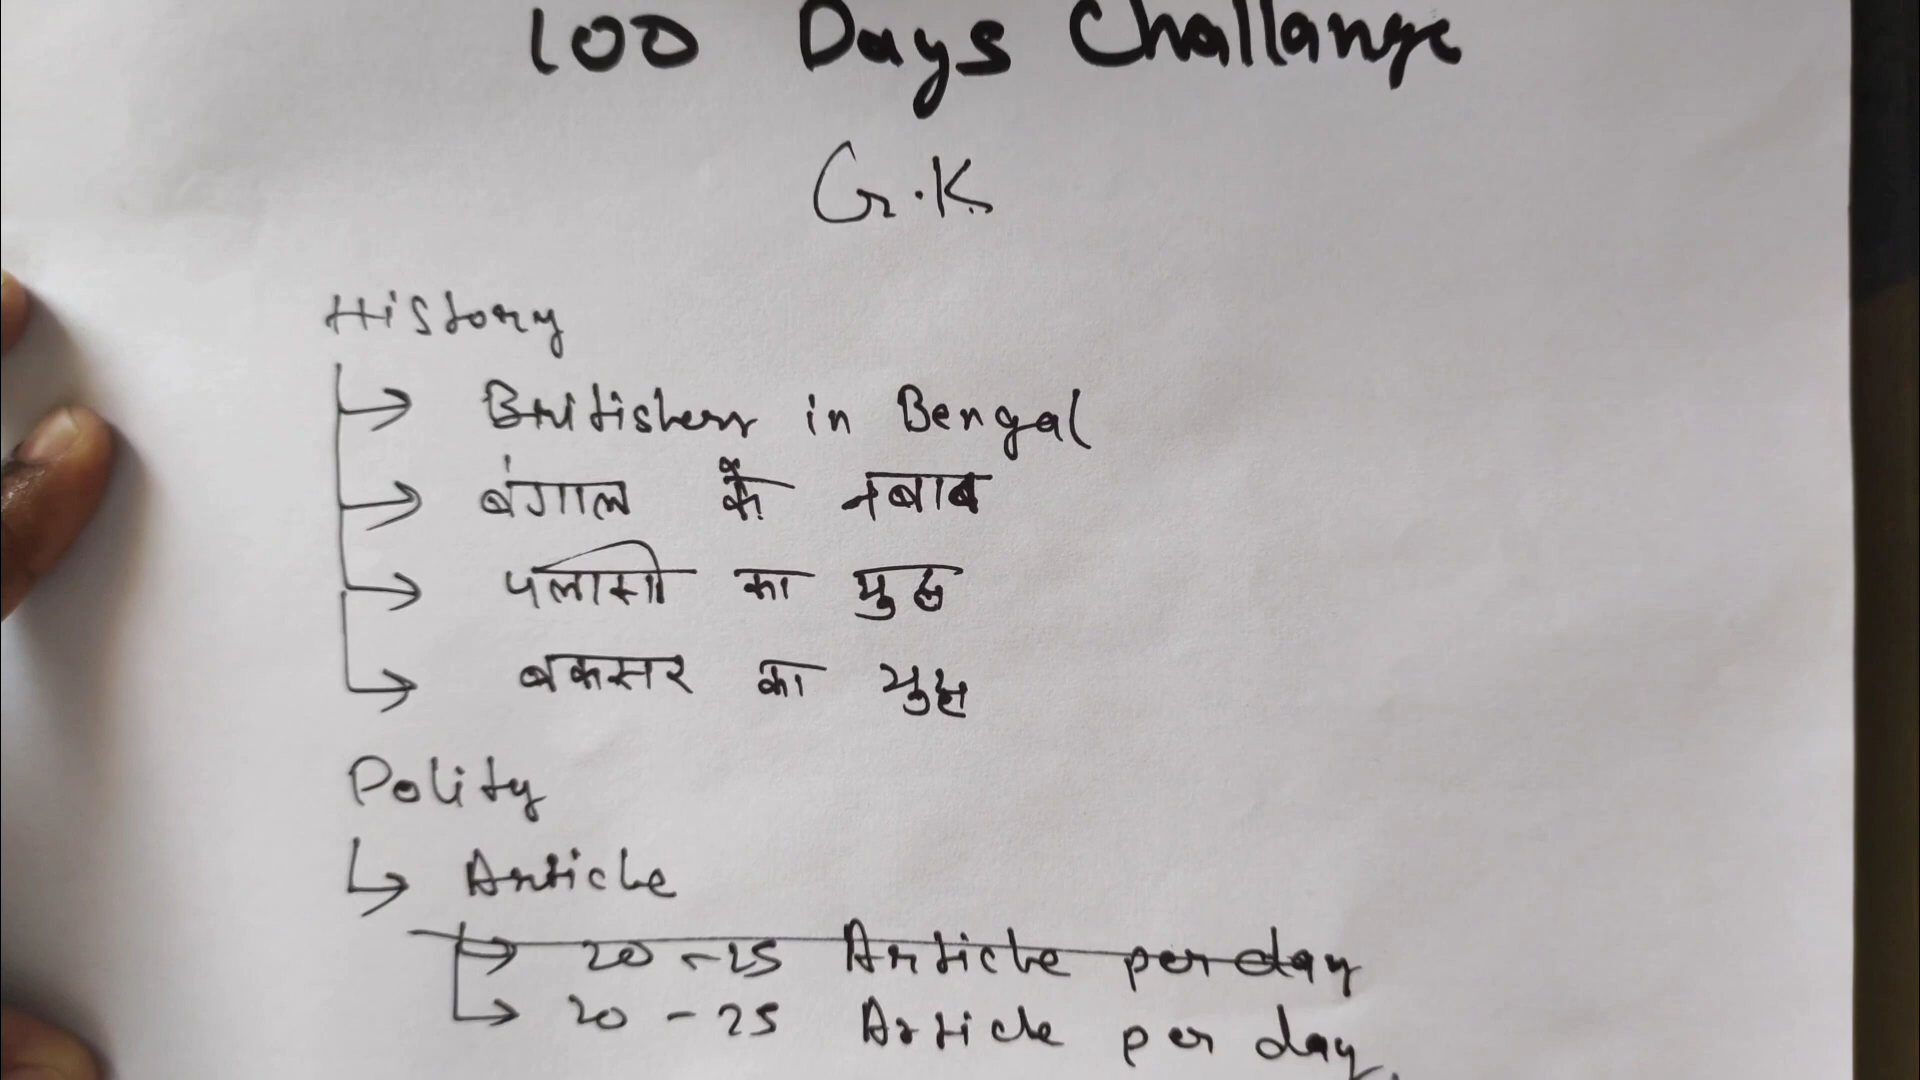 100 Days Challange
G.K.
History
→ Britishers in Bengal
→ बंगाल के नबाब
→ पलासी का युद्ध
→ बकसर का युद्ध
Polity
↳ Article
→ 20-25 Article per day
→ 20-25 Article per day.